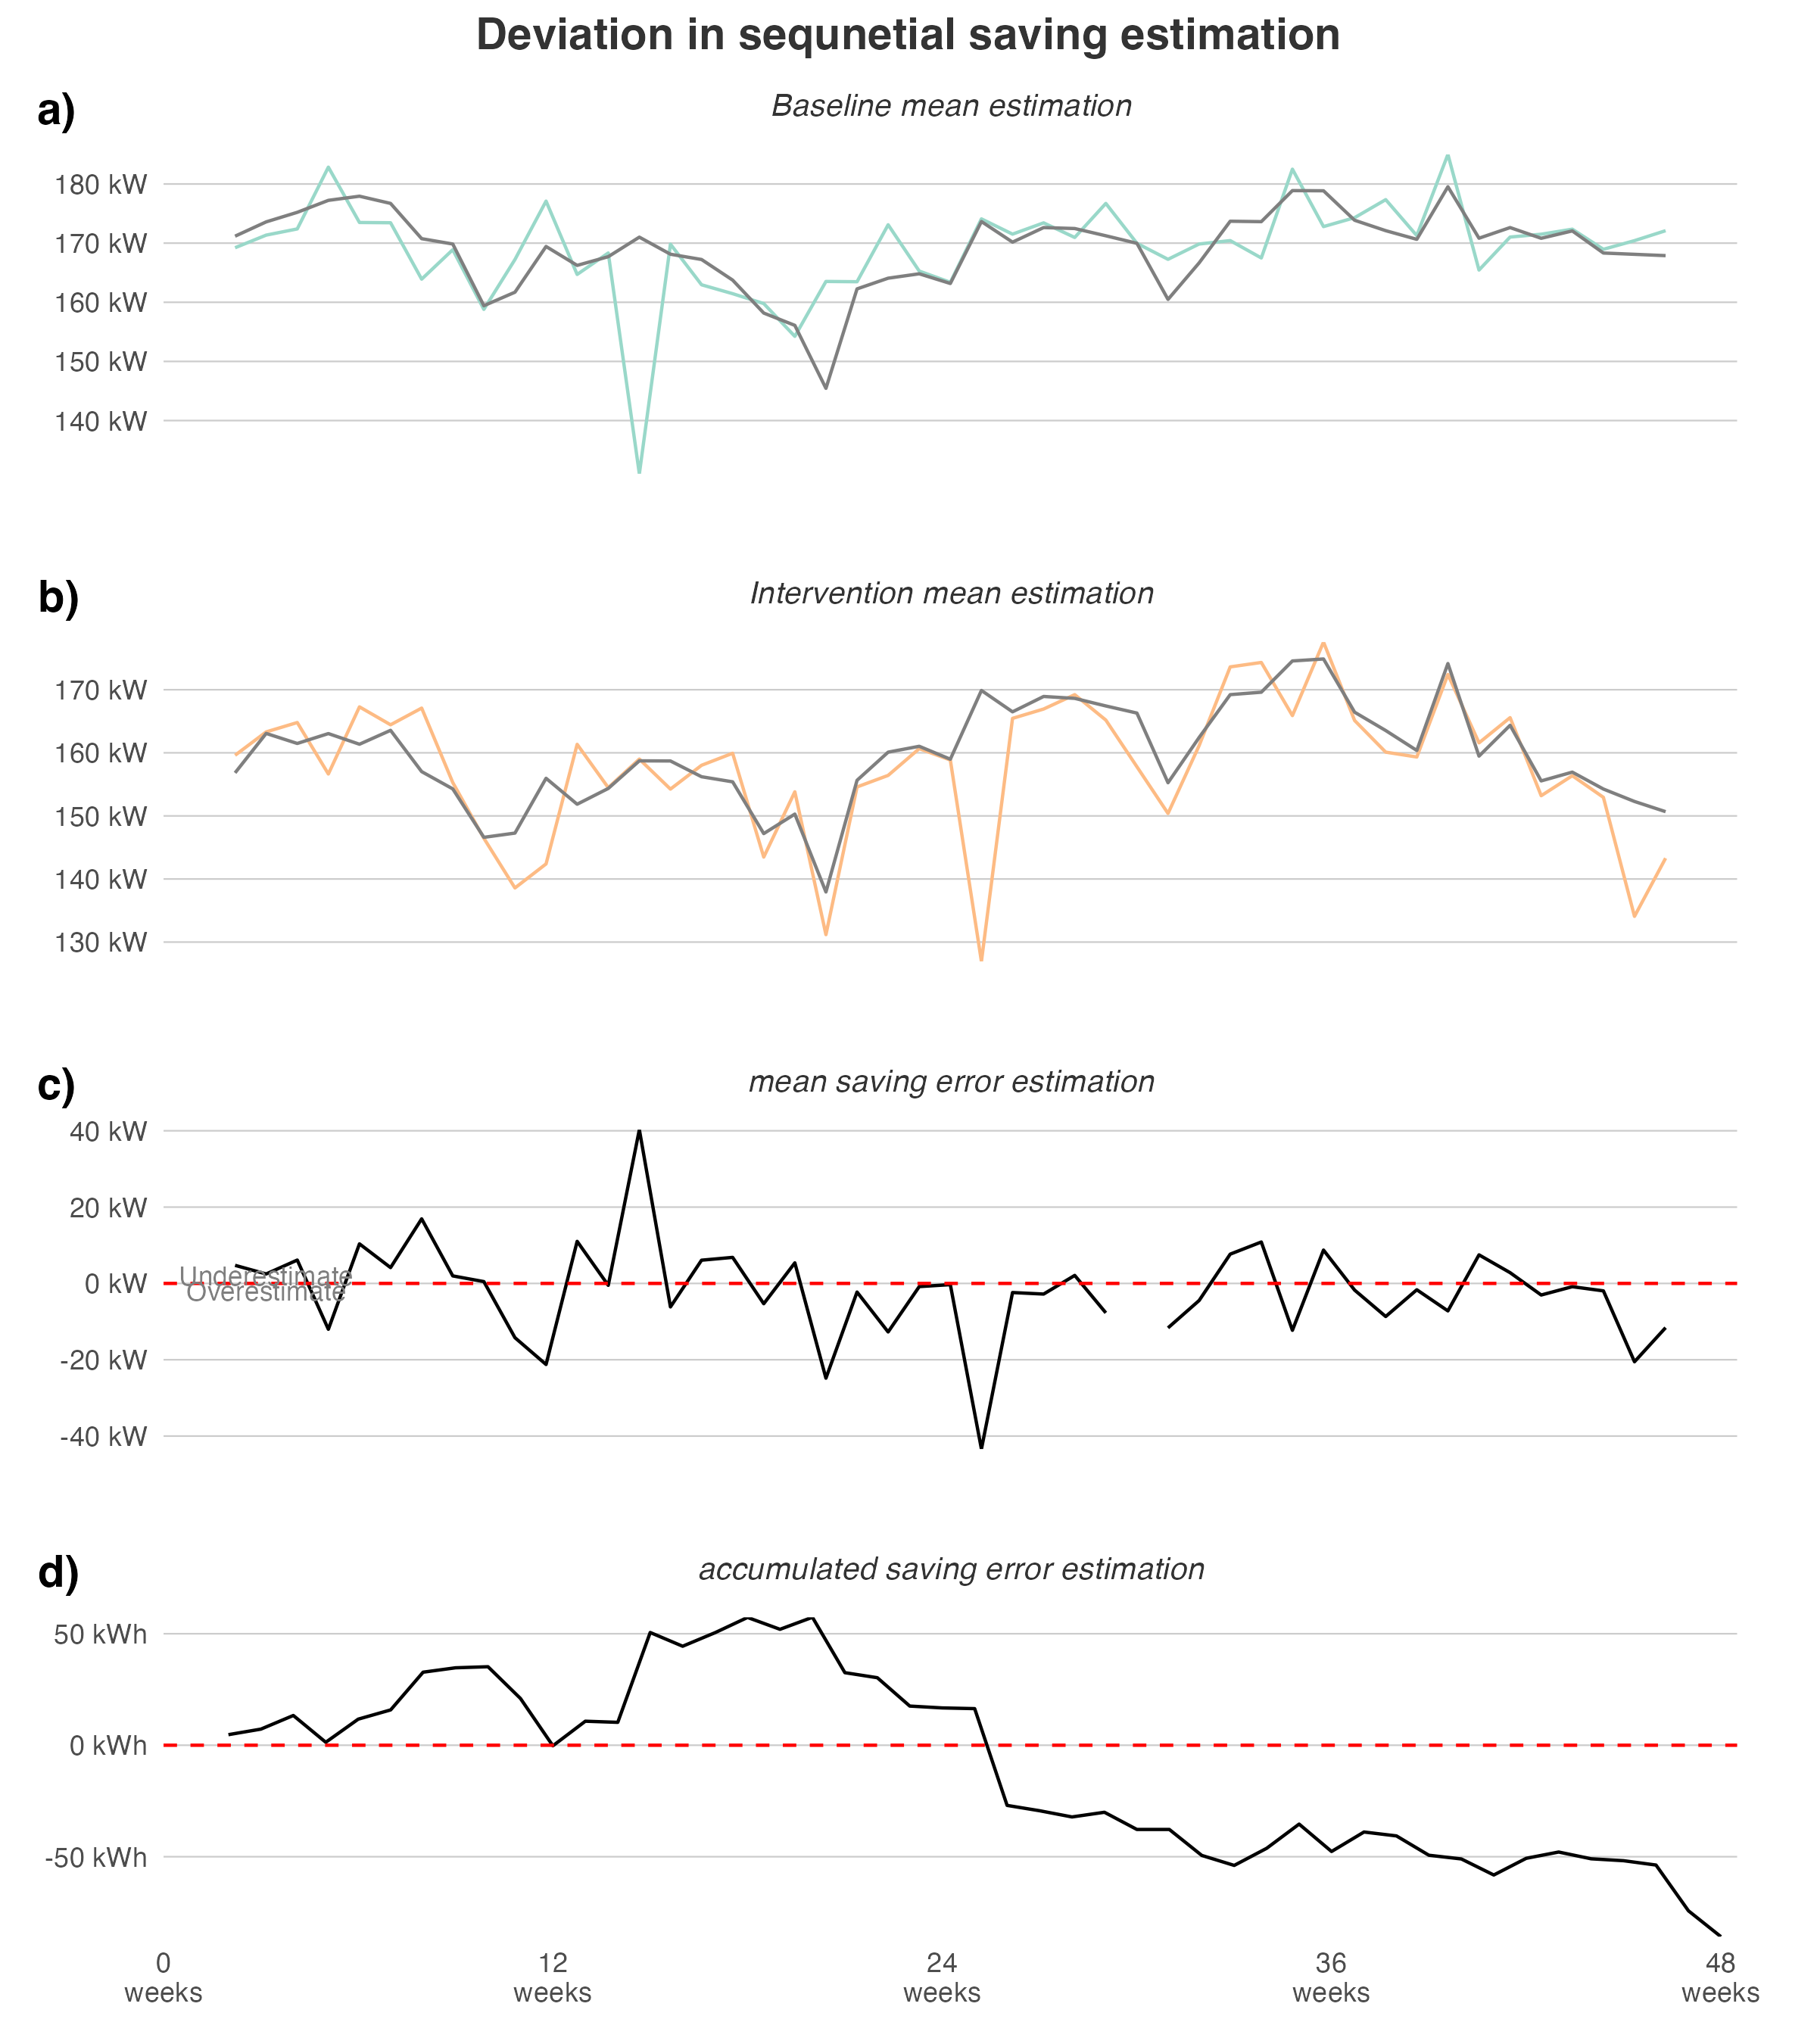 Deviation in sequnetial saving estimation
a)
Baseline mean estimation
180 kW
170 kW
160 kW
150 kW
140 kW
b)
Intervention mean estimation
170 kW
160 kW
150 kW
140 kW
130 kW
c)
mean saving error estimation
40 kW
20 kW
Underestimate
0 kW
Overestimate
-20 kW
-40 kW
d)
accumulated saving error estimation
50 kWh
0 kWh
-50 kWh
0 12 24 36 48
weeks weeks weeks weeks weeks